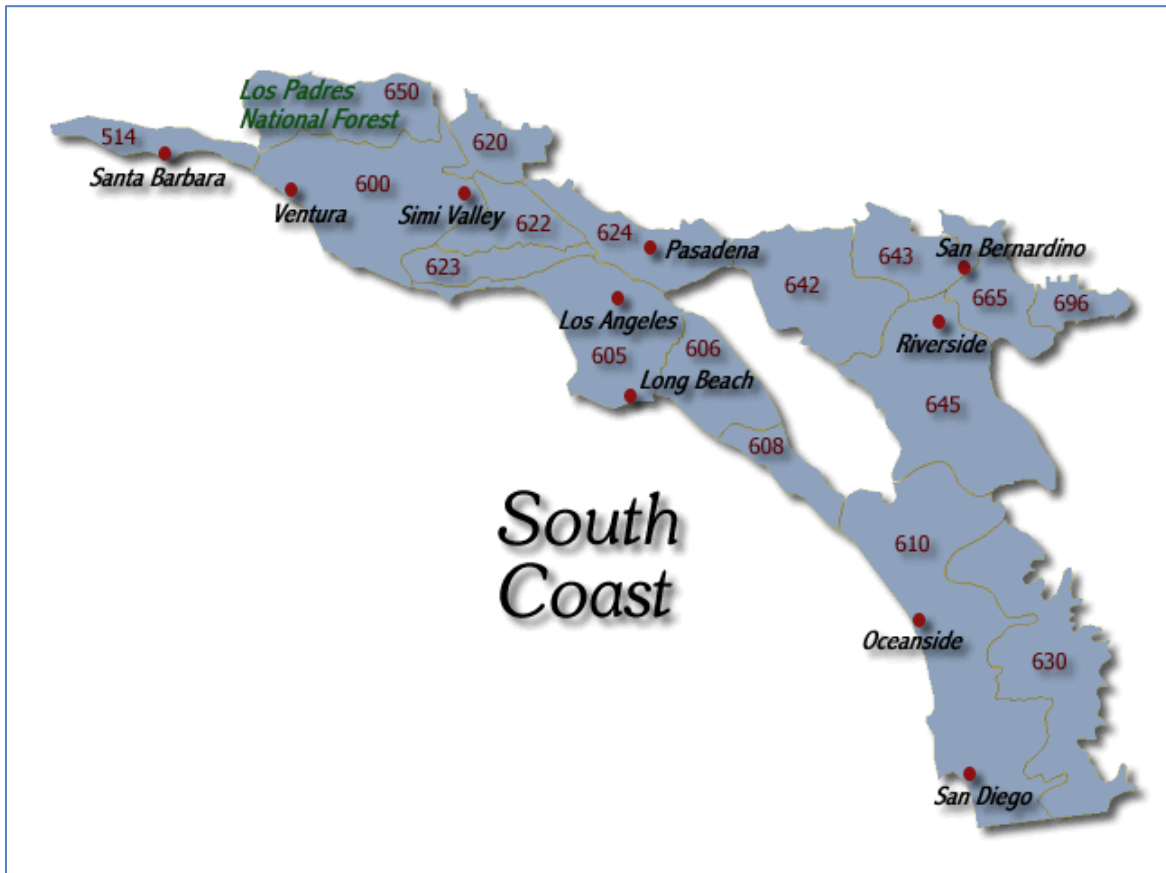 Los Padres
National Forest
650
514
620
Santa Barbara
600
Ventura
Simi Valley
622
624
Pasadena
623
643
San Bernardino
642
665
696
Los Angeles
Riverside
605
606
Long Beach
645
608
South
Coast
610
Oceanside
630
San Diego